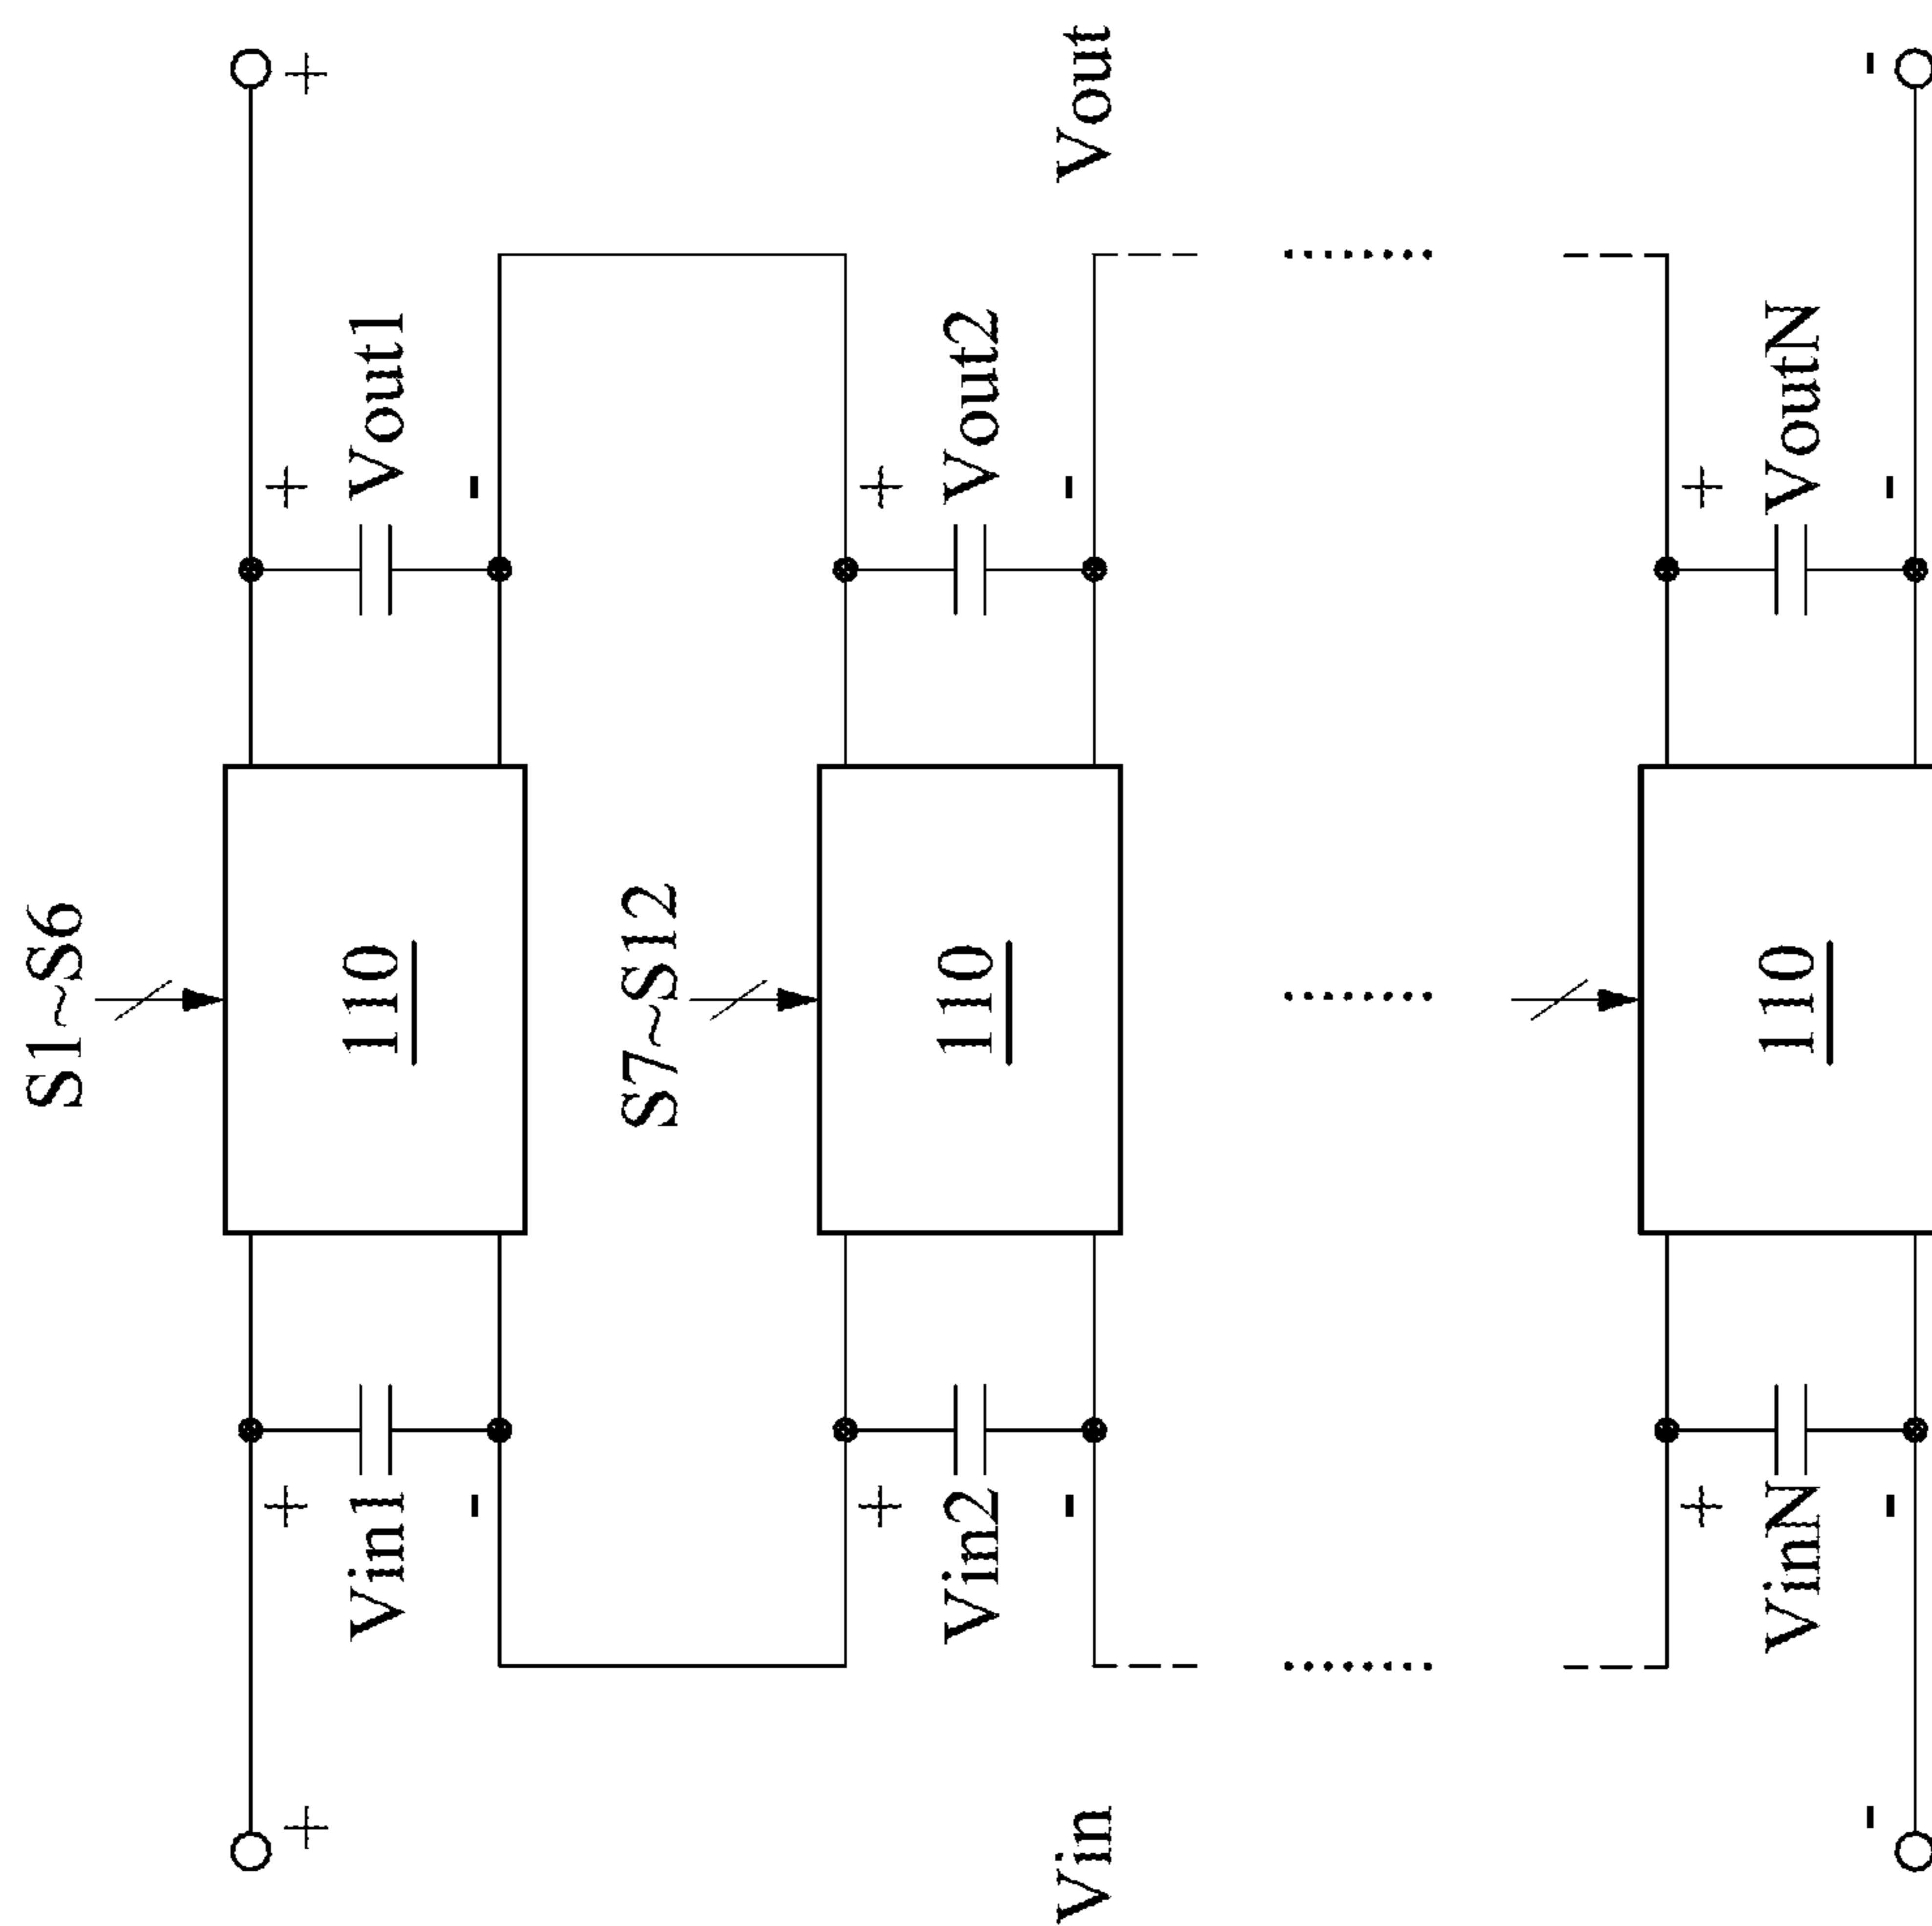 S1~S6
+
+
+
+
Vin1
110
Vout1
-
-
S7~S12
+
+
Vin2
110
Vout2
-
-
Vin
Vout
+
+
VinN
110
VoutN
-
-
-
-